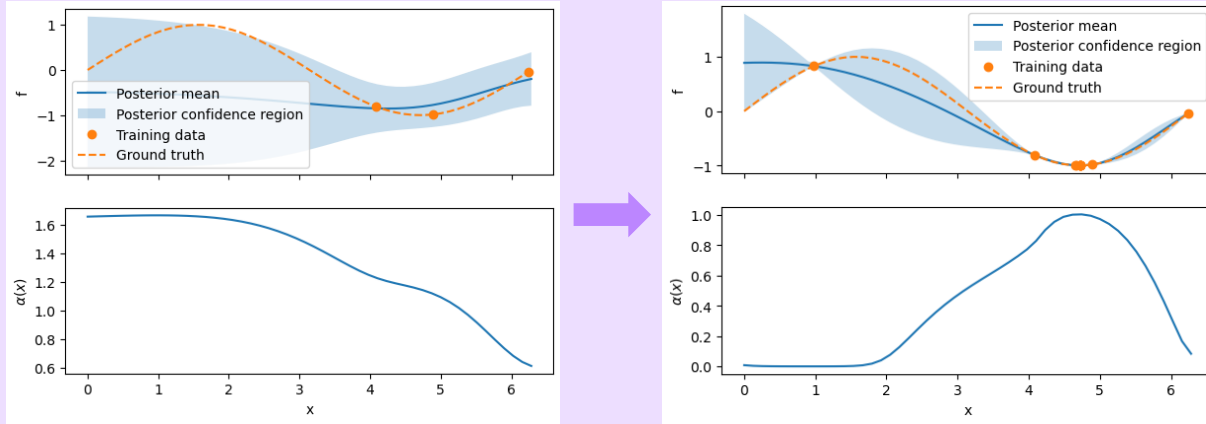 1
0
−1
−2
f
Posterior mean
Posterior confidence region
Training data
Ground truth
1.6
1.4
1.2
1.0
0.8
0.6
α(x)
0 1 2 3 4 5 6
x
1
0
−1
f
Posterior mean
Posterior confidence region
Training data
Ground truth
1.0
0.8
0.6
0.4
0.2
0.0
α(x)
0 1 2 3 4 5 6
x